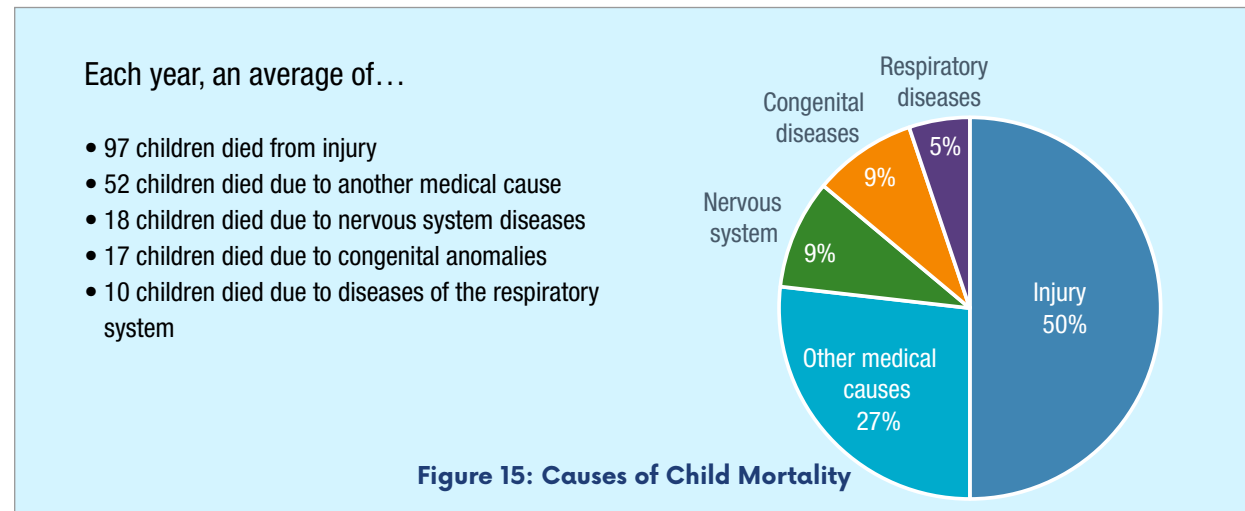 Each year, an average of…
• 97 children died from injury
• 52 children died due to another medical cause
• 18 children died due to nervous system diseases
• 17 children died due to congenital anomalies
• 10 children died due to diseases of the respiratory
system
Respiratory
diseases
Congenital
diseases
Nervous
system
5%
9%
9%
Injury
50%
Other medical
causes
27%
Figure 15: Causes of Child Mortality